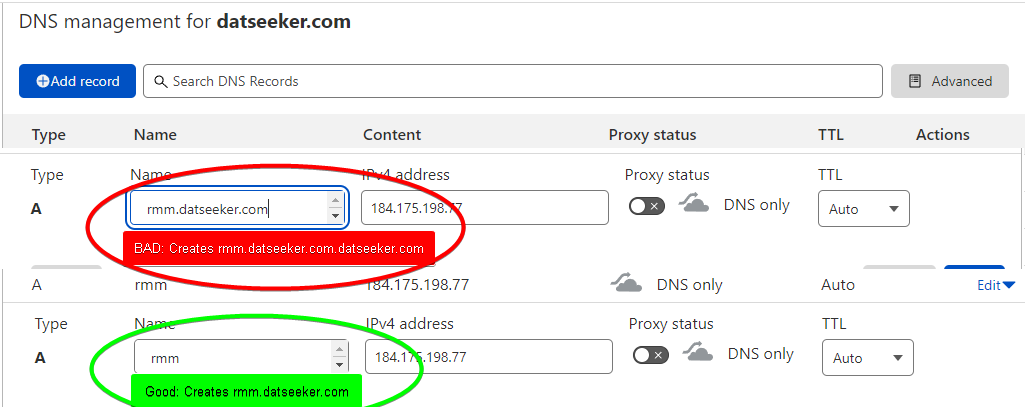 DNS management for datseeker.com
Add record Search DNS Records Advanced
Type Name Content Proxy status TTL Actions
Type Name IPv4 address Proxy status TTL
A rmm.datseeker.com 184.175.198.77 DNS only Auto
BAD: Creates rmm.datseeker.com.datseeker.com
A rmm 184.175.198.77 DNS only Auto Edit
Type Name IPv4 address Proxy status TTL
A rmm 184.175.198.77 DNS only Auto
Good: Creates rmm.datseeker.com